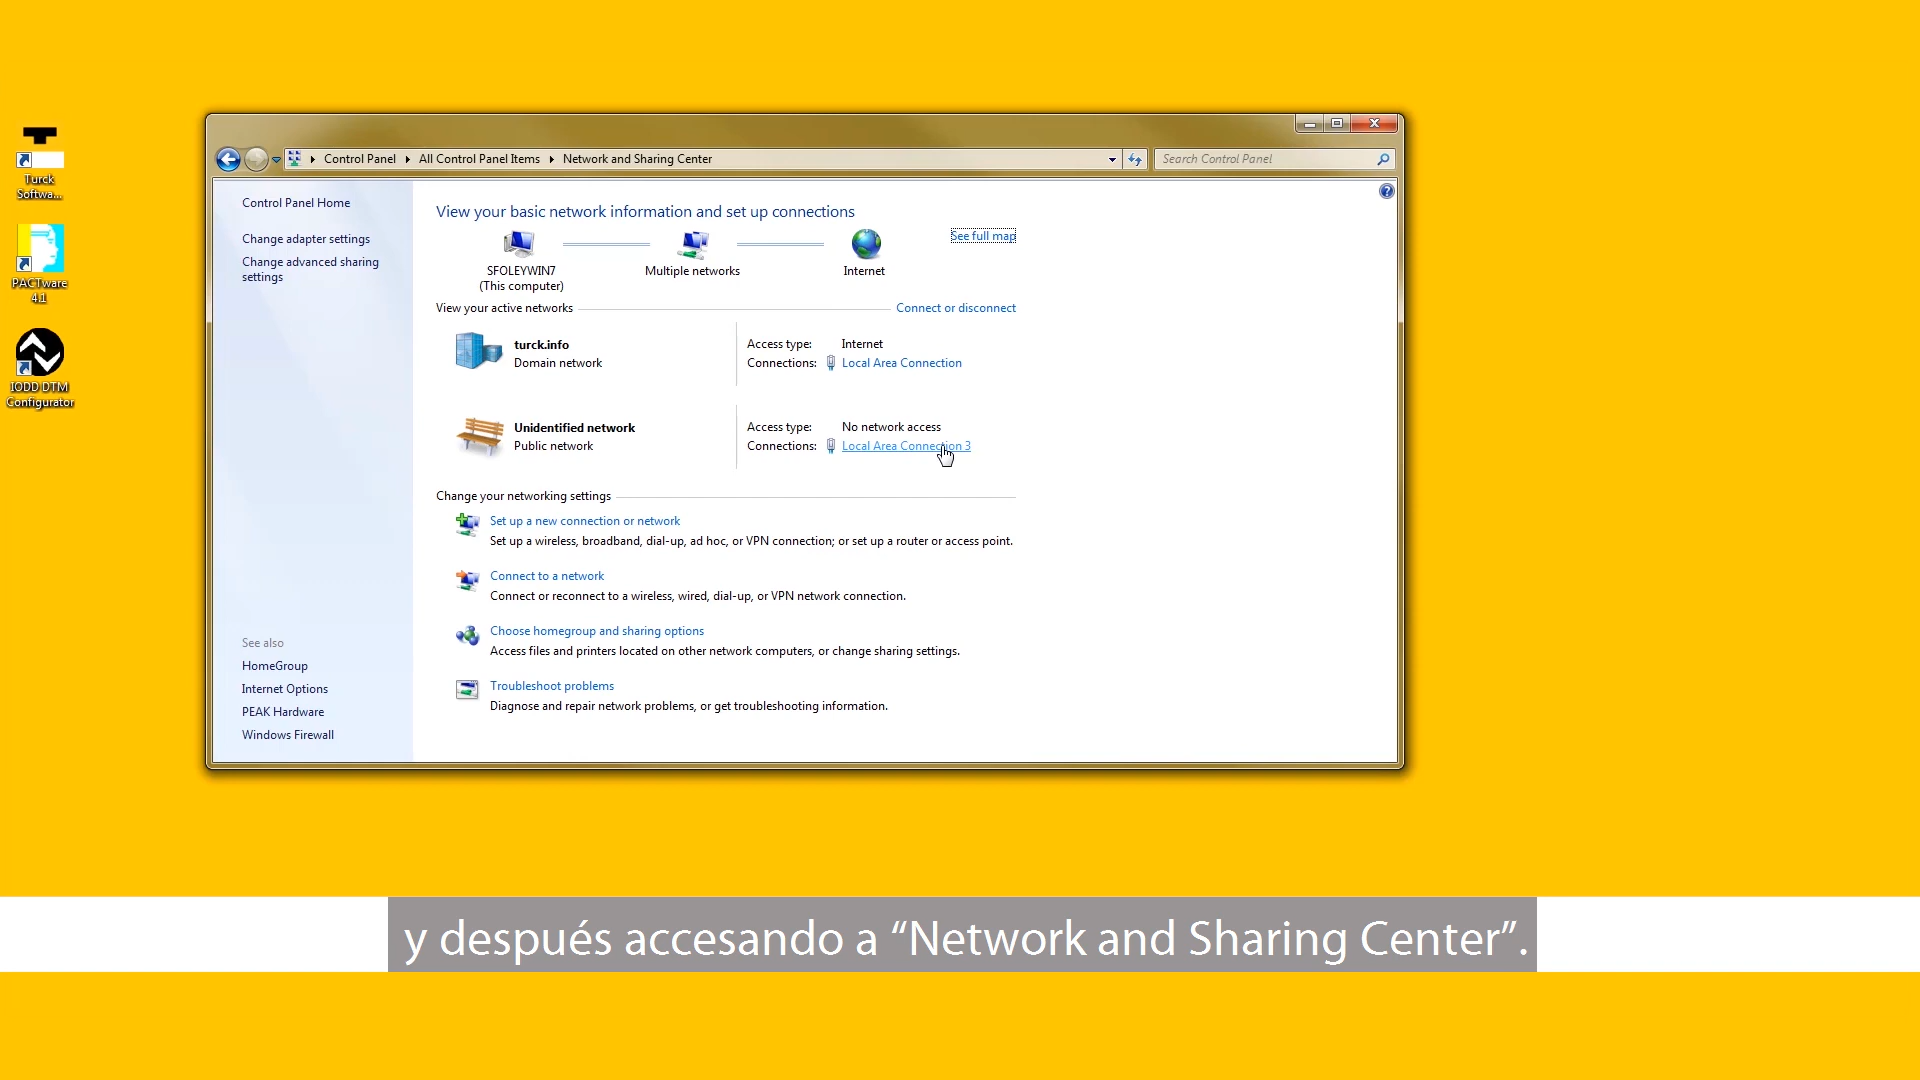 Turck
Softwa...
PACTware
4.1
IODD DTM
Configurator
Control Panel
All Control Panel Items
Network and Sharing Center
Search Control Panel
Control Panel Home
Change adapter settings
Change advanced sharing
settings
See also
HomeGroup
Internet Options
PEAK Hardware
Windows Firewall
View your basic network information and set up connections
See full map
SFOLEYWIN7
(This computer)
Multiple networks
Internet
View your active networks
Connect or disconnect
turck.info
Domain network
Access type: Internet
Connections: Local Area Connection
Unidentified network
Public network
Access type: No network access
Connections: Local Area Connection 3
Change your networking settings
Set up a new connection or network
Set up a wireless, broadband, dial-up, ad hoc, or VPN connection; or set up a router or access point.
Connect to a network
Connect or reconnect to a wireless, wired, dial-up, or VPN network connection.
Choose homegroup and sharing options
Access files and printers located on other network computers, or change sharing settings.
Troubleshoot problems
Diagnose and repair network problems, or get troubleshooting information.
y después accesando a “Network and Sharing Center”.